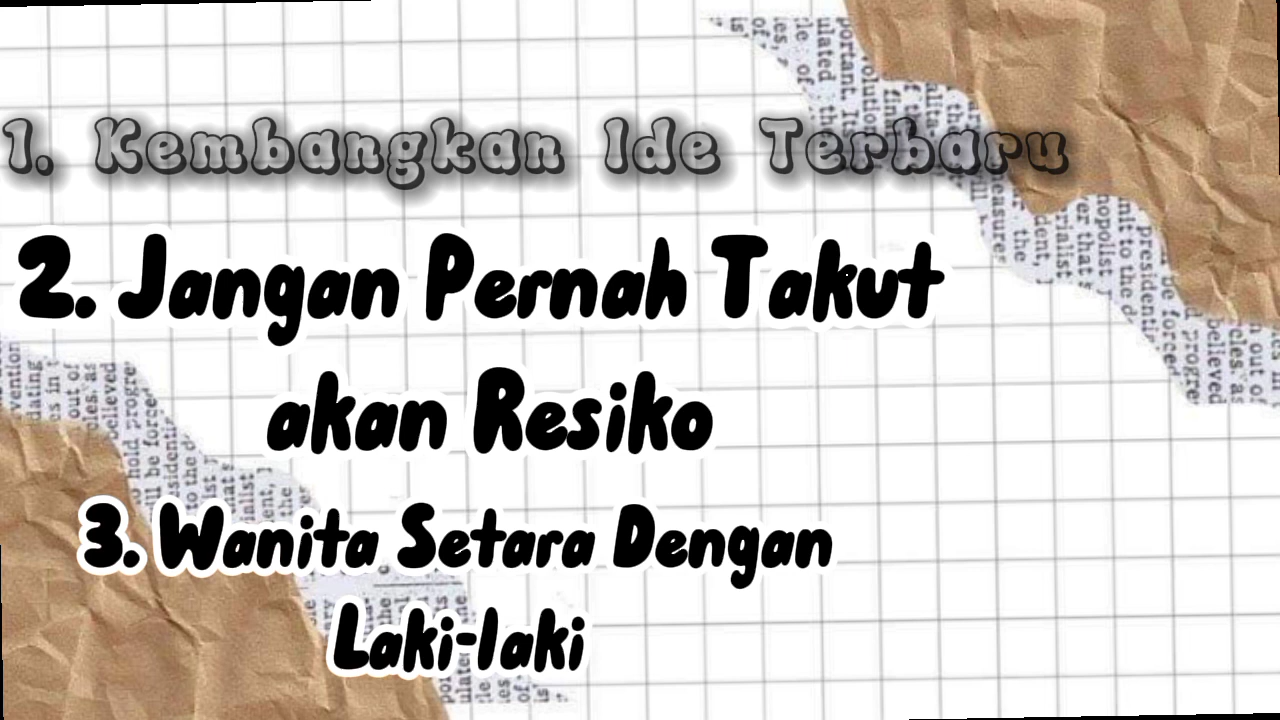 1. Kembangkan Ide Terbaru
2. Jangan Pernah Takut
akan Resiko
3. Wanita Setara Dengan
Laki-laki